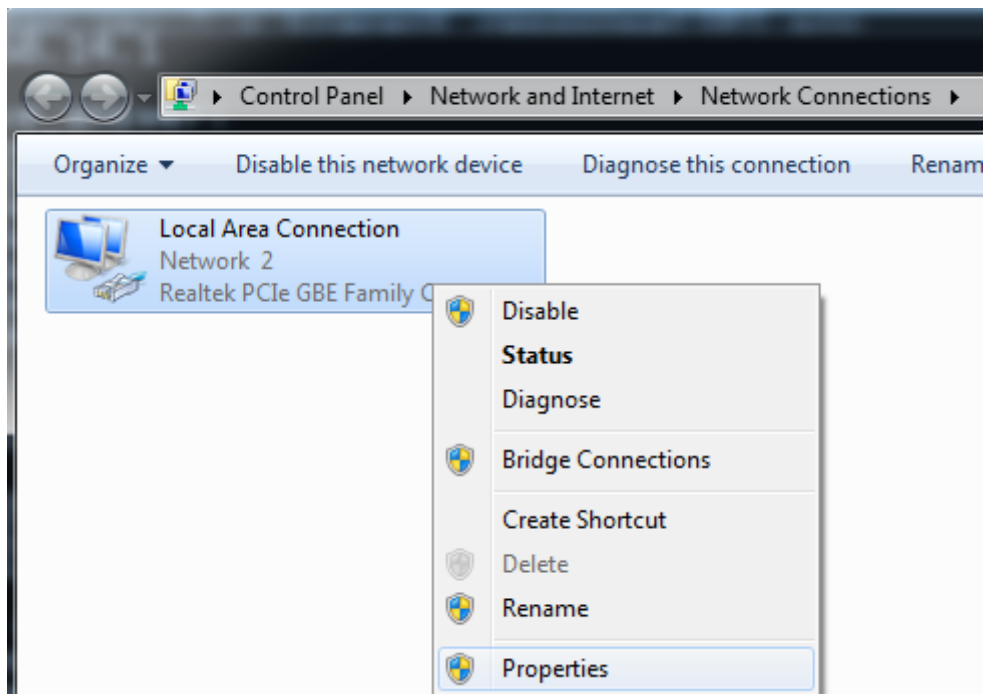 Control Panel Network and Internet Network Connections
Organize Disable this network device Diagnose this connection Renam
Local Area Connection
Network 2
Realtek PCIe GBE Family C
Disable
Status
Diagnose
Bridge Connections
Create Shortcut
Delete
Rename
Properties